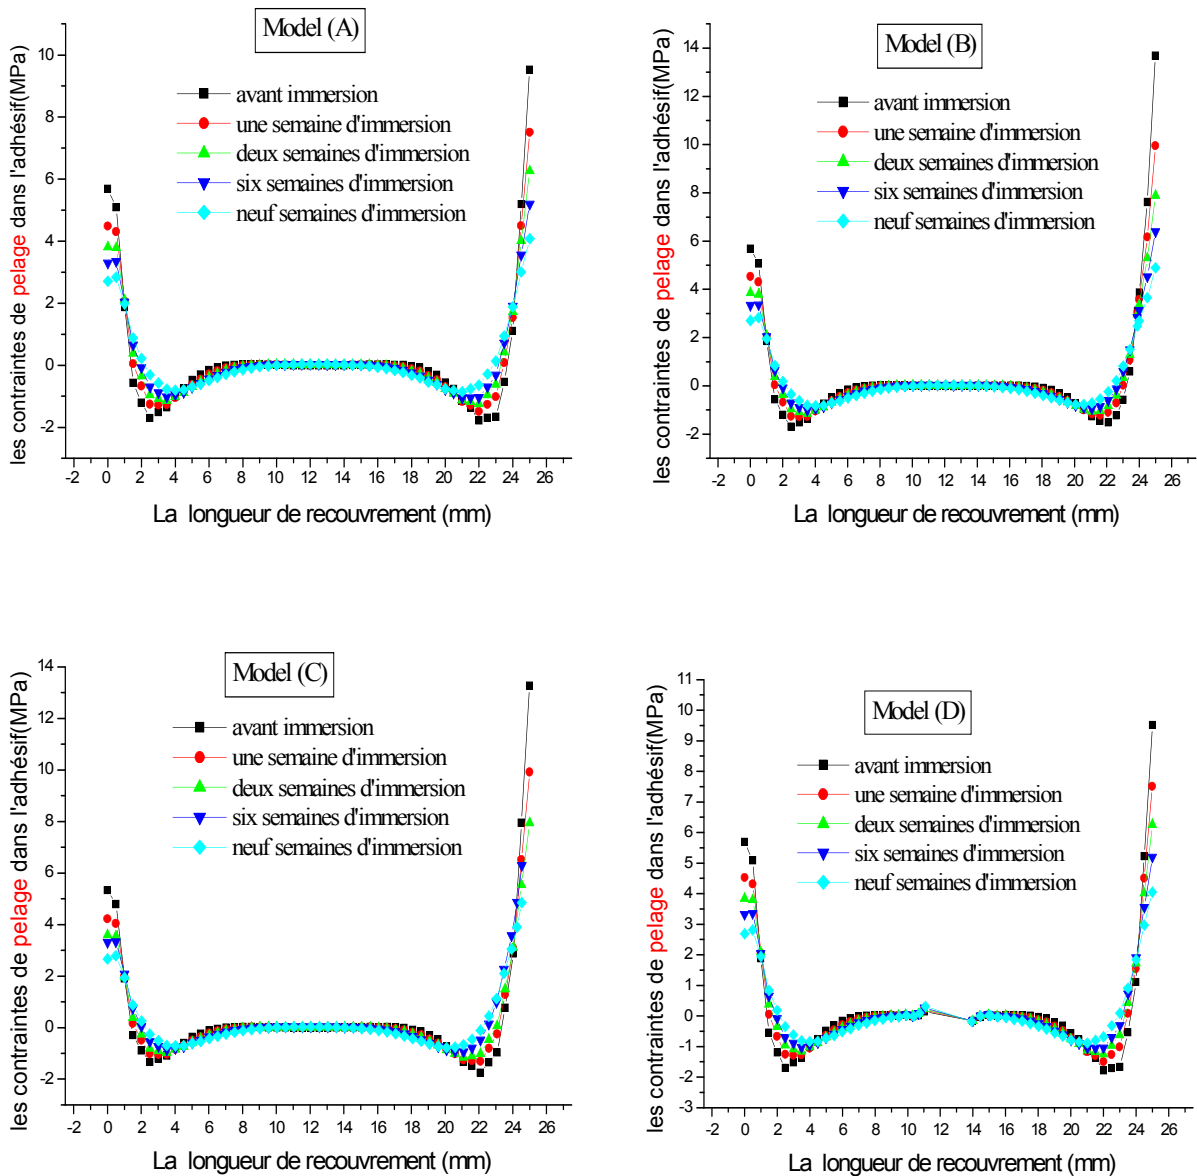 Model (A)
avant immersion
une semaine d'immersion
deux semaines d'immersion
six semaines d'immersion
neuf semaines d'immersion
les contraintes de pelage dans l'adhésif(MPa)
10
8
6
4
2
0
-2
-2 0 2 4 6 8 10 12 14 16 18 20 22 24 26
La longueur de recouvrement (mm)
Model (B)
avant immersion
une semaine d'immersion
deux semaines d'immersion
six semaines d'immersion
neuf semaines d'immersion
les contraintes de pelage dans l'adhésif(MPa)
14
12
10
8
6
4
2
0
-2
-2 0 2 4 6 8 10 12 14 16 18 20 22 24 26
La longueur de recouvrement (mm)
Model (C)
avant immersion
une semaine d'immersion
deux semaines d'immersion
six semaines d'immersion
neuf semaines d'immersion
les contraintes de pelage dans l'adhésif(MPa)
14
12
10
8
6
4
2
0
-2
-2 0 2 4 6 8 10 12 14 16 18 20 22 24 26
La longueur de recouvrement (mm)
Model (D)
avant immersion
une semaine d'immersion
deux semaines d'immersion
six semaines d'immersion
neuf semaines d'immersion
les contraintes de pelage dans l'adhésif(MPa)
11
10
9
8
7
6
5
4
3
2
1
0
-1
-2
-3
-2 0 2 4 6 8 10 12 14 16 18 20 22 24 26
La longueur de recouvrement (mm)